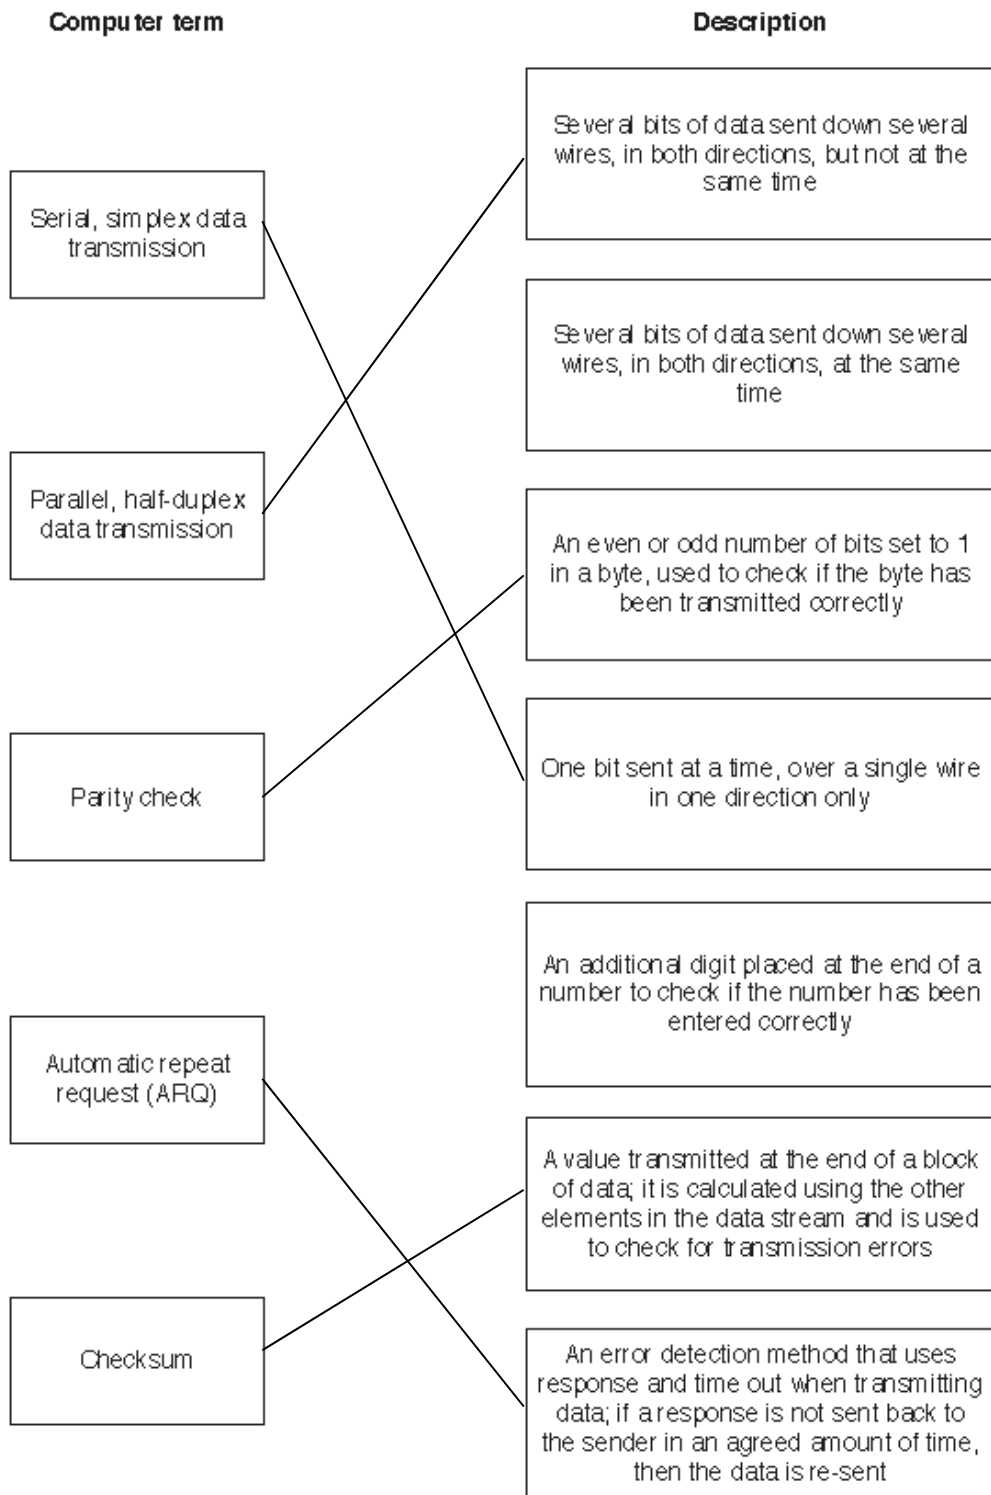 Computer term
Description
Several bits of data sent down several
wires, in both directions, but not at the
same time
Serial, simplex data
transmission
Several bits of data sent down several
wires, in both directions, at the same
time
Parallel, half-duplex
data transmission
An even or odd number of bits set to 1
in a byte, used to check if the byte has
been transmitted correctly
Parity check
One bit sent at a time, over a single wire
in one direction only
An additional digit placed at the end of a
number to check if the number has been
entered correctly
Automatic repeat
request (ARQ)
A value transmitted at the end of a block
of data; it is calculated using the other
elements in the data stream and is used
to check for transmission errors
Checksum
An error detection method that uses
response and time out when transmitting
data; if a response is not sent back to
the sender in an agreed amount of time,
then the data is re-sent